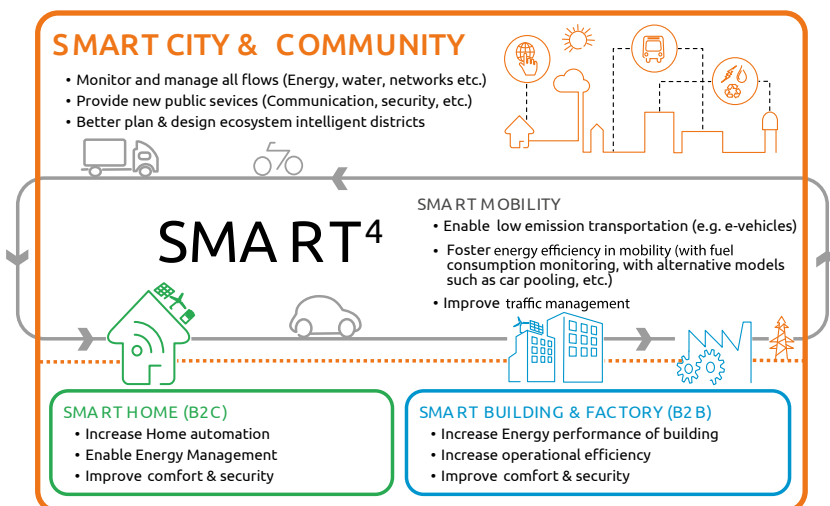 SMART CITY & COMMUNITY
• Monitor and manage all flows (Energy, water, networks etc.)
• Provide new public sevices (Communication, security, etc.)
• Better plan & design ecosystem intelligent districts
SMART⁴
SMART MOBILITY
• Enable low emission transportation (e.g. e-vehicles)
• Foster energy efficiency in mobility (with fuel
consumption monitoring, with alternative models
such as car pooling, etc.)
• Improve traffic management
SMART HOME (B2C)
• Increase Home automation
• Enable Energy Management
• Improve comfort & security
SMART BUILDING & FACTORY (B2B)
• Increase Energy performance of building
• Increase operational efficiency
• Improve comfort & security